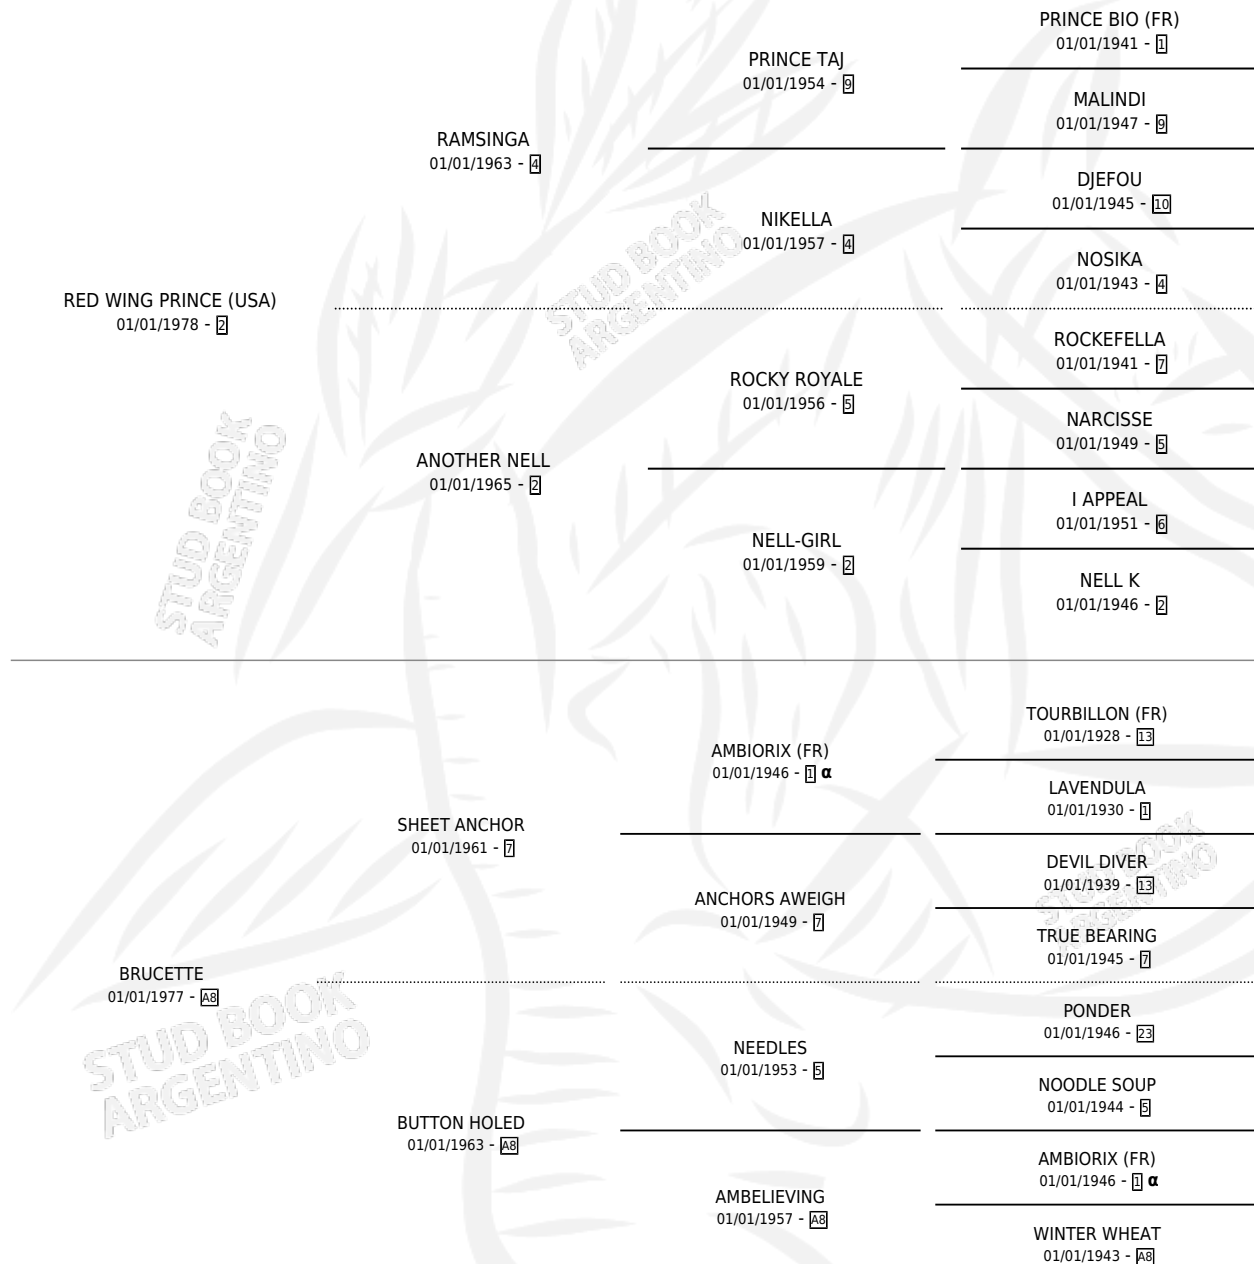 PRINCE BIO (FR)
01/01/1941 - 1
PRINCE TAJ
01/01/1954 - 9
MALINDI
01/01/1947 - 9
RAMSINGA
01/01/1963 - 4
DJEFOU
01/01/1945 - 10
NIKELLA
01/01/1957 - 4
NOSIKA
01/01/1943 - 4
STUD BOOK
ARGENTINO
RED WING PRINCE (USA)
01/01/1978 - 2
ROCKEFELLA
01/01/1941 - 7
ROCKY ROYALE
01/01/1956 - 5
NARCISSE
01/01/1949 - 5
ANOTHER NELL
01/01/1965 - 2
I APPEAL
01/01/1951 - 6
NELL-GIRL
01/01/1959 - 2
NELL K
01/01/1946 - 2
STUD BOOK
ARGENTINO
TOURBILLON (FR)
01/01/1928 - 13
AMBIORIX (FR)
01/01/1946 - 1 α
LAVENDULA
01/01/1930 - 1
SHEET ANCHOR
01/01/1961 - 7
DEVIL DIVER
01/01/1939 - 13
STUD BOOK
ARGENTINO
ANCHORS AWEIGH
01/01/1949 - 7
TRUE BEARING
01/01/1945 - 7
BRUCETTE
01/01/1977 - A8
STUD BOOK
ARGENTINO
PONDER
01/01/1946 - 23
NEEDLES
01/01/1953 - 5
NOODLE SOUP
01/01/1944 - 5
BUTTON HOLED
01/01/1963 - A8
AMBIORIX (FR)
01/01/1946 - 1 α
AMBELIEVING
01/01/1957 - A8
WINTER WHEAT
01/01/1943 - A8